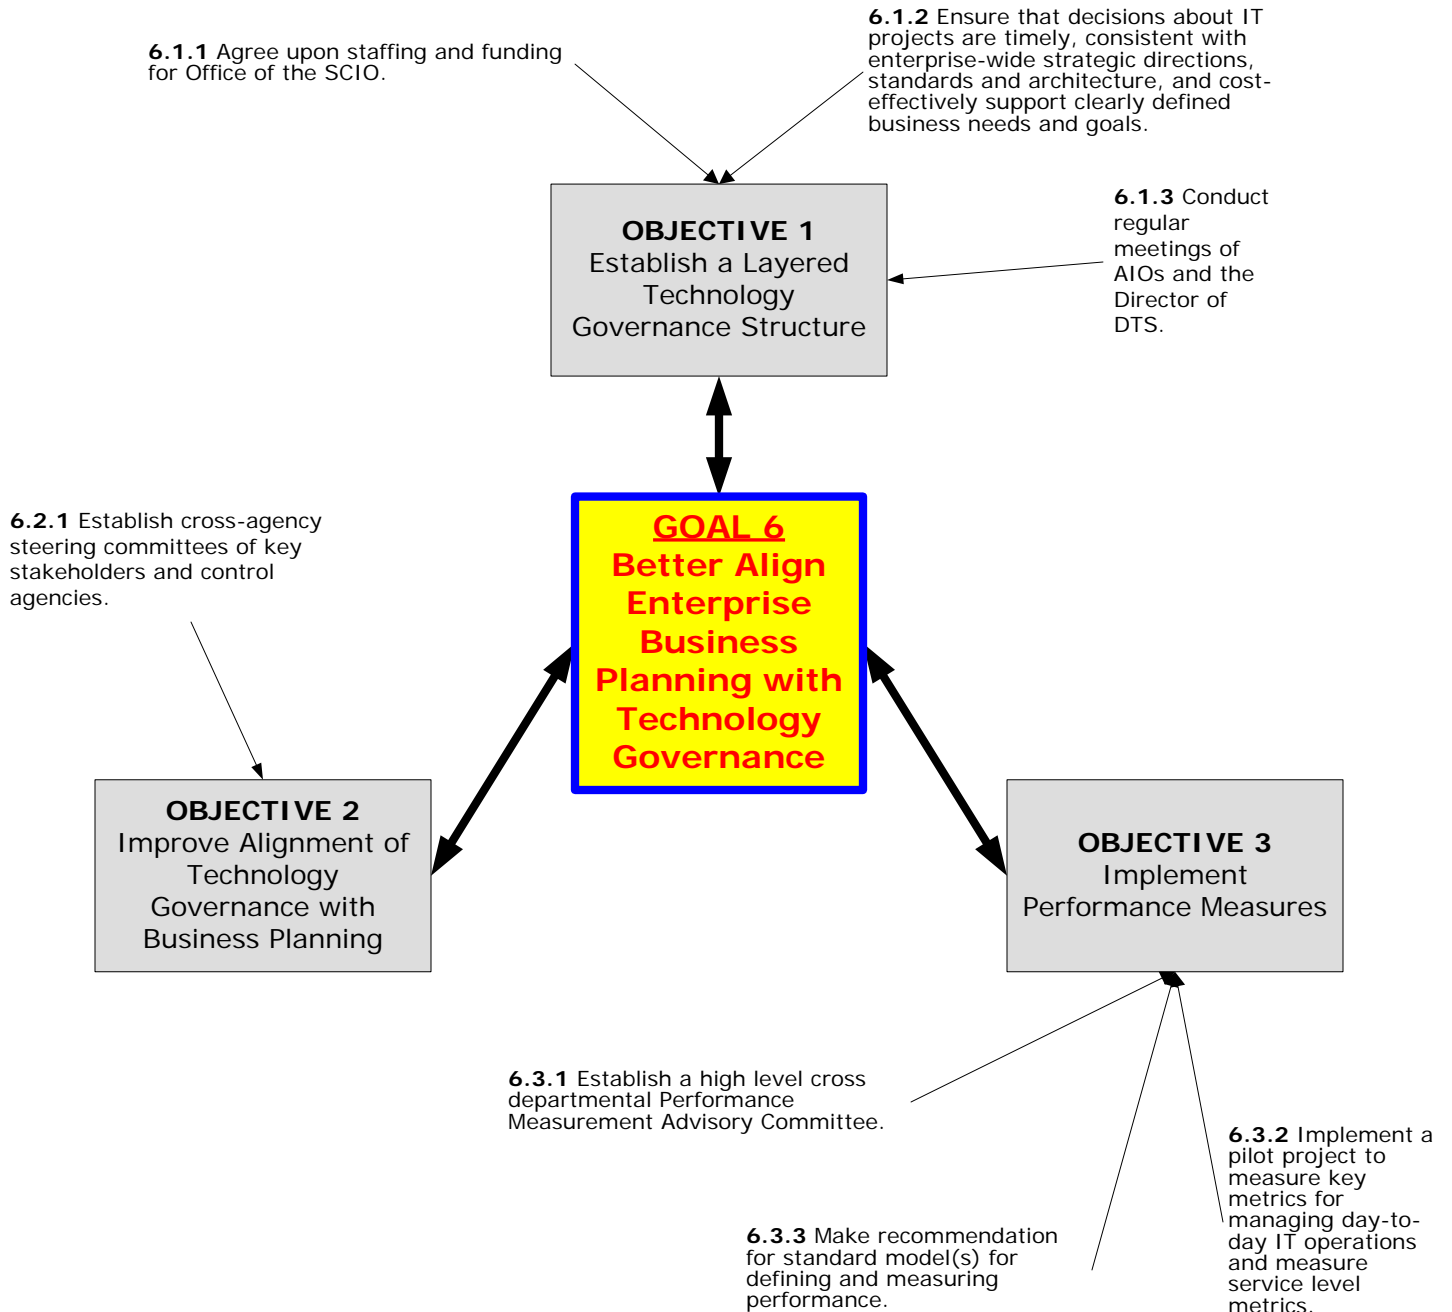 6.1.1 Agree upon staffing and funding
for Office of the SCIO.
6.1.2 Ensure that decisions about IT
projects are timely, consistent with
enterprise-wide strategic directions,
standards and architecture, and cost-
effectively support clearly defined
business needs and goals.
OBJECTIVE 1
Establish a Layered
Technology
Governance Structure
6.1.3 Conduct
regular
meetings of
AIOs and the
Director of
DTS.
GOAL 6
Better Align
Enterprise
Business
Planning with
Technology
Governance
6.2.1 Establish cross-agency
steering committees of key
stakeholders and control
agencies.
OBJECTIVE 2
Improve Alignment of
Technology
Governance with
Business Planning
OBJECTIVE 3
Implement
Performance Measures
6.3.1 Establish a high level cross
departmental Performance
Measurement Advisory Committee.
6.3.2 Implement a
pilot project to
measure key
metrics for
managing day-to-
day IT operations
and measure
service level
metrics.
6.3.3 Make recommendation
for standard model(s) for
defining and measuring
performance.